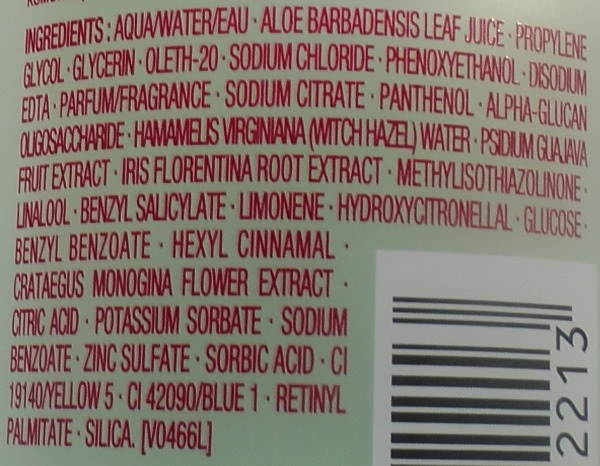 INGREDIENTS : AQUA/WATER/EAU · ALOE BARBADENSIS LEAF JUICE · PROPYLENE
GLYCOL · GLYCERIN · OLETH-20 · SODIUM CHLORIDE · PHENOXYETHANOL · DISODIUM
EDTA · PARFUM/FRAGRANCE · SODIUM CITRATE · PANTHENOL · ALPHA-GLUCAN
OLIGOSACCHARIDE · HAMAMELIS VIRGINIANA (WITCH HAZEL) WATER · PSIDIUM GUAJAVA
FRUIT EXTRACT · IRIS FLORENTINA ROOT EXTRACT · METHYLISOTHIAZOLINONE ·
LINALOOL · BENZYL SALICYLATE · LIMONENE · HYDROXYCITRONELLAL · GLUCOSE ·
BENZYL BENZOATE · HEXYL CINNAMAL ·
CRATAEGUS MONOGINA FLOWER EXTRACT ·
CITRIC ACID · POTASSIUM SORBATE · SODIUM
BENZOATE · ZINC SULFATE · SORBIC ACID · CI
19140/YELLOW 5 · CI 42090/BLUE 1 · RETINYL
PALMITATE · SILICA. [V0466L]
2213